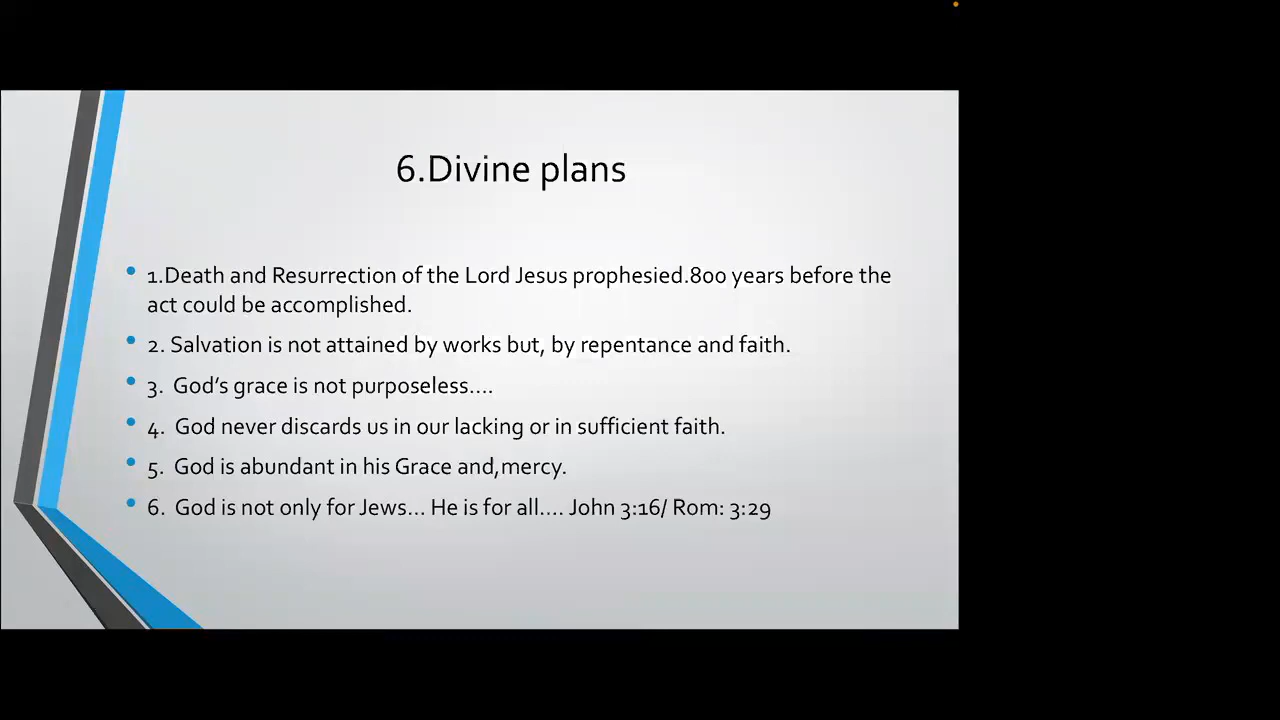 6.Divine plans
• 1.Death and Resurrection of the Lord Jesus prophesied.800 years before the
act could be accomplished.
• 2. Salvation is not attained by works but, by repentance and faith.
• 3.  God’s grace is not purposeless....
• 4.  God never discards us in our lacking or in sufficient faith.
• 5.  God is abundant in his Grace and,mercy.
• 6.  God is not only for Jews... He is for all.... John 3:16/ Rom: 3:29